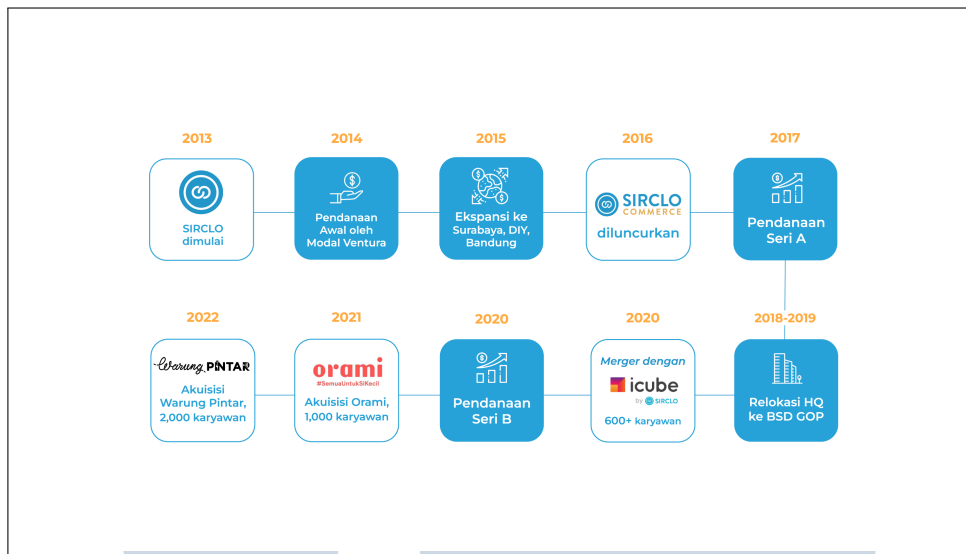 2013
2014
2015
2016
2017
SIRCLO
dimulai
Pendanaan
Awal oleh
Modal Ventura
Ekspansi ke
Surabaya, DIY,
Bandung
SIRCLO
COMMERCE
diluncurkan
Pendanaan
Seri A
2022
2021
2020
2020
2018-2019
Warung PINTAR
Akuisisi
Warung Pintar,
2,000 karyawan
orami
#SemuaUntukSiKecil
Akuisisi Orami,
1,000 karyawan
Pendanaan
Seri B
Merger dengan
icube
by SIRCLO
600+ karyawan
Relokasi HQ
ke BSD GOP